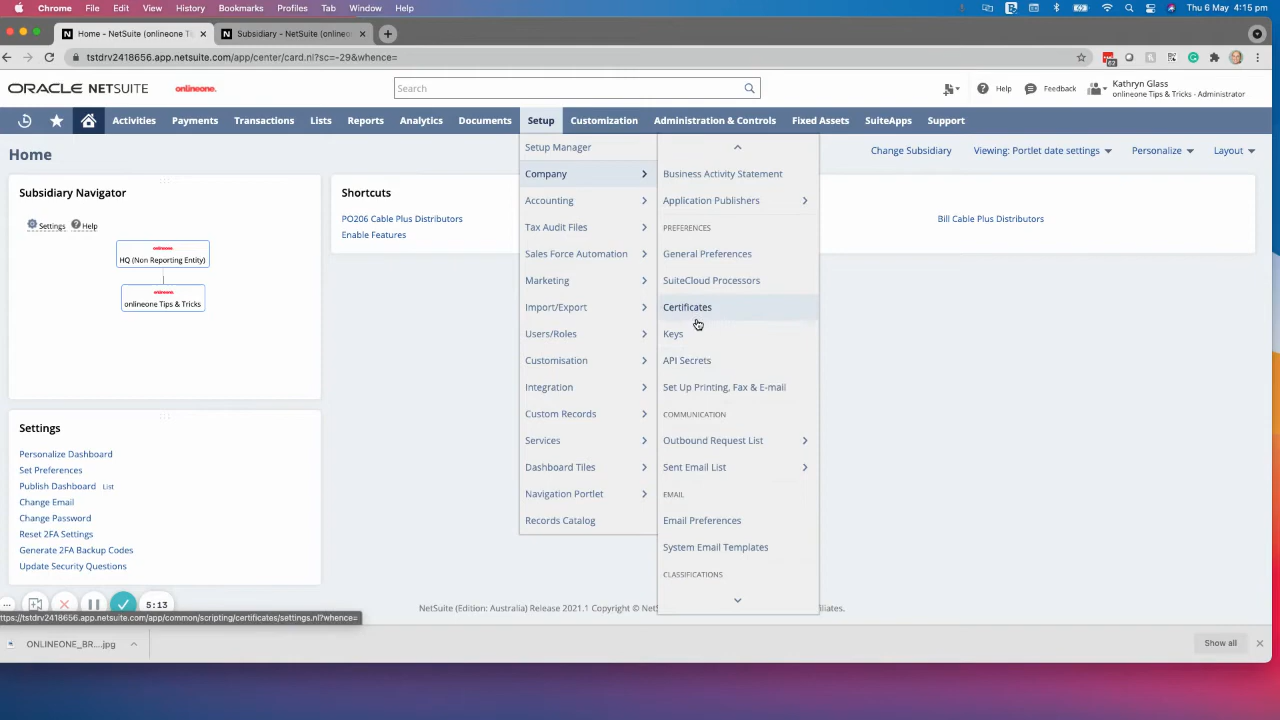 Chrome File Edit View History Bookmarks Profiles Tab Window Help
Thu 6 May 4:15 pm
Home - NetSuite (onlineone Ti
Subsidiary - NetSuite (onlineo
tstdrv2418656.app.netsuite.com/app/center/card.nl?sc=-29&whence=
ORACLE NETSUITE
onlineone.
Search
Help
Feedback
Kathryn Glass
onlineone Tips & Tricks - Administrator
Activities Payments Transactions Lists Reports Analytics Documents Setup Customization Administration & Controls Fixed Assets SuiteApps Support
Home
Change Subsidiary
Viewing: Portlet date settings
Personalize
Layout
Subsidiary Navigator
Settings Help
onlineone.
HQ (Non Reporting Entity)
onlineone.
onlineone Tips & Tricks
Shortcuts
PO206 Cable Plus Distributors
Enable Features
Bill Cable Plus Distributors
Setup Manager
Company
Accounting
Tax Audit Files
Sales Force Automation
Marketing
Import/Export
Users/Roles
Customisation
Integration
Custom Records
Services
Dashboard Tiles
Navigation Portlet
Records Catalog
Business Activity Statement
Application Publishers
PREFERENCES
General Preferences
SuiteCloud Processors
Certificates
Keys
API Secrets
Set Up Printing, Fax & E-mail
COMMUNICATION
Outbound Request List
Sent Email List
EMAIL
Email Preferences
System Email Templates
CLASSIFICATIONS
Settings
Personalize Dashboard
Set Preferences
Publish Dashboard List
Change Email
Change Password
Reset 2FA Settings
Generate 2FA Backup Codes
Update Security Questions
5:13
NetSuite (Edition: Australia) Release 2021.1 Copyright © NetS
filiates.
ttps://tstdrv2418656.app.netsuite.com/app/common/scripting/certificates/settings.nl?whence=
ONLINEONE_BR....jpg
Show all